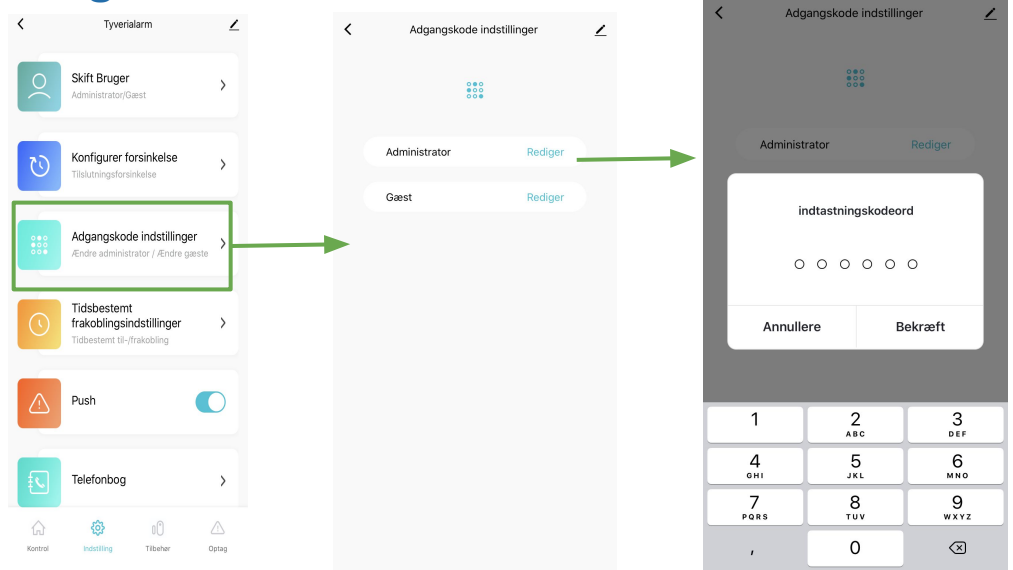 Tyverialarm
Skift Bruger
Administrator/Gæst
Konfigurer forsinkelse
Tilslutningsforsinkelse
Adgangskode indstillinger
Ændre administrator / Ændre gæste
Tidsbestemt
frakoblingsindstillinger
Tidbestemt til-/frakobling
Push
Telefonbog
Kontrol
Indstilling
Tilbehør
Optag
Adgangskode indstillinger
Administrator
Rediger
Gæst
Rediger
Adgangskode indstillinger
Administrator
Rediger
indtastningskodeord
Annullere
Bekræft
1
2
ABC
3
DEF
4
GHI
5
JKL
6
MNO
7
PQRS
8
TUV
9
WXYZ
,
0